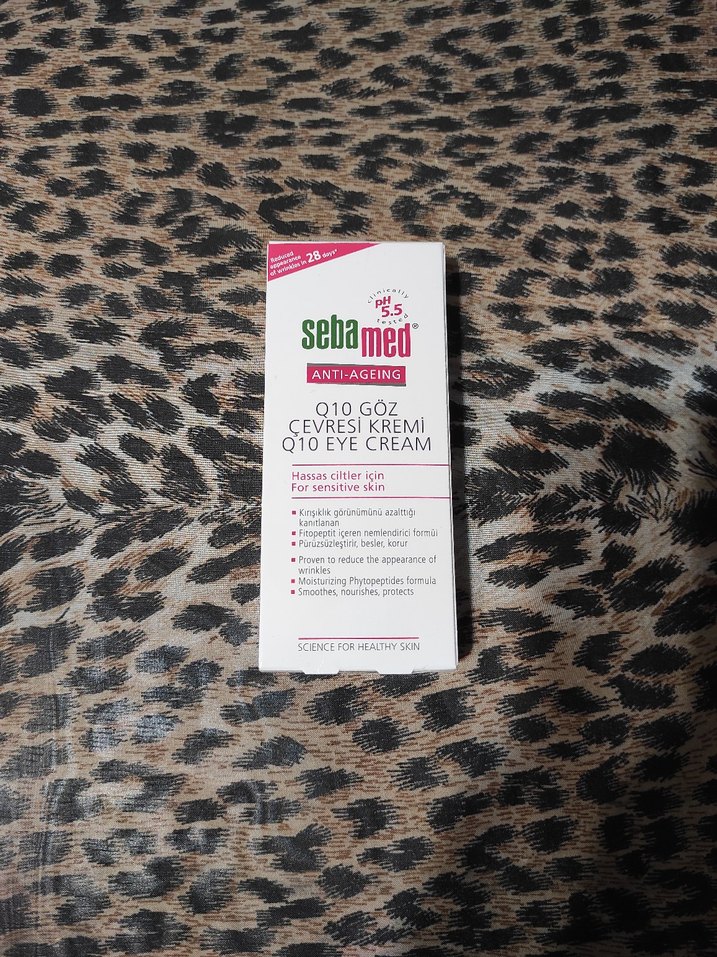 Reduced
appearance
of wrinkles in 28 days*
clinically
pH
5.5
tested
sebamed®
ANTI-AGEING
Q10 GÖZ
ÇEVRESİ KREMİ
Q10 EYE CREAM
Hassas ciltler için
For sensitive skin
Kırışıklık görünümünü azalttığı
kanıtlanan
Fitopeptit içeren nemlendirici formüi
Pürüzsüzleştirir, besler, korur
Proven to reduce the appearance of
wrinkles
Moisturizing Phytopeptides formula
Smoothes, nourishes, protects
SCIENCE FOR HEALTHY SKIN